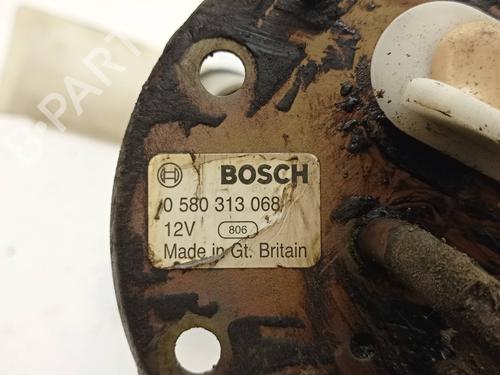 B-PARTS
BOSCH
0 580 313 068
12V 806
Made in Gt. Britain